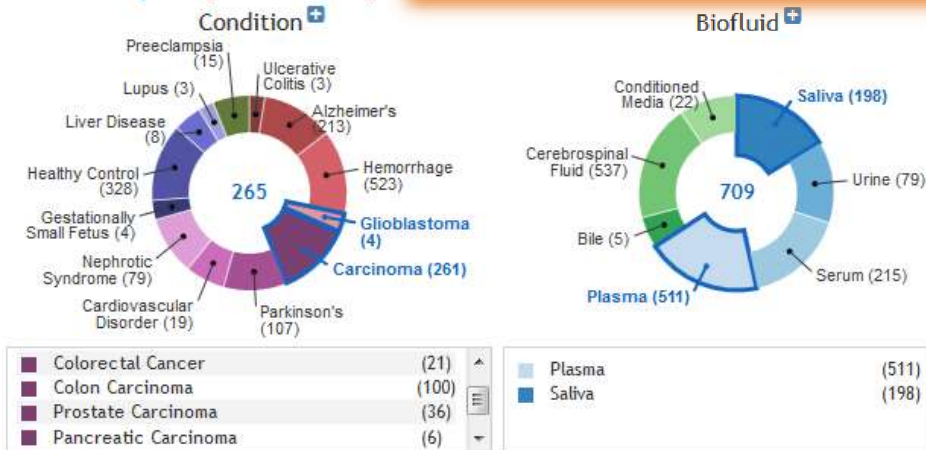 Condition
Preeclampsia
(15)
Ulcerative
Colitis (3)
Lupus (3)
Alzheimer's
(213)
Liver Disease
(8)
Hemorrhage
(523)
Healthy Control
(328)
265
Glioblastoma
(4)
Gestationally
Small Fetus (4)
Carcinoma (261)
Nephrotic
Syndrome (79)
Cardiovascular
Disorder (19)
Parkinson's
(107)
Colorectal Cancer (21)
Colon Carcinoma (100)
Prostate Carcinoma (36)
Pancreatic Carcinoma (6)
Biofluid
Conditioned
Media (22)
Saliva (198)
Cerebrospinal
Fluid (537)
709
Urine (79)
Bile (5)
Serum (215)
Plasma (511)
Plasma (511)
Saliva (198)